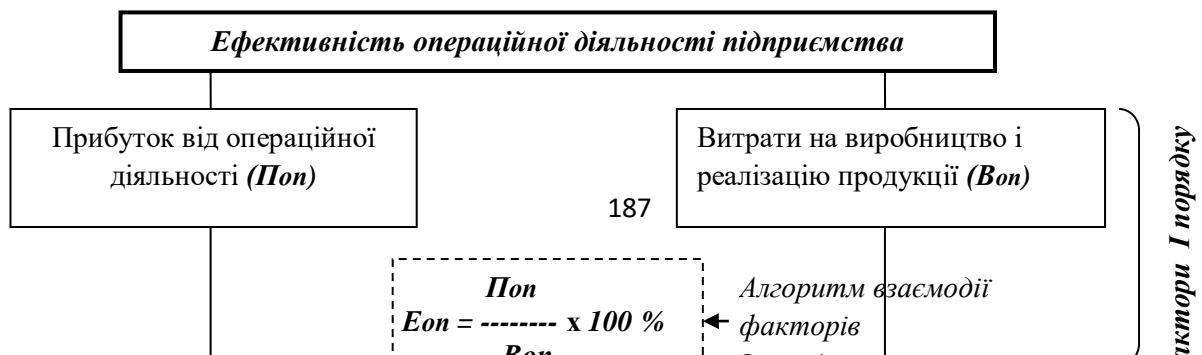 Ефективність операційної діяльності підприємства
Прибуток від операційної
діяльності (Поп)
Витрати на виробництво і
реалізацію продукції (Воп)
187
Поп
Еоп = -------- х 100 %
Воп
Алгоритм взаємодії
факторів
І порядку